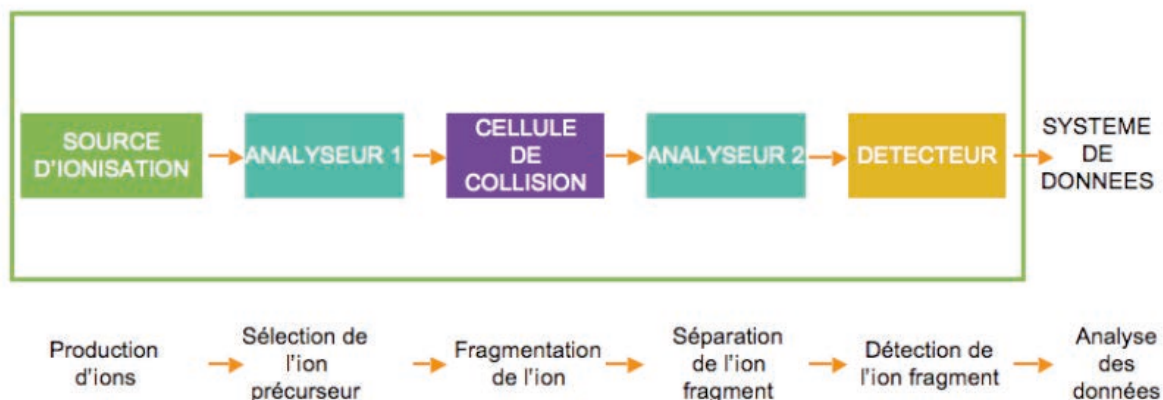 SOURCE
D'IONISATION
ANALYSEUR 1
CELLULE
DE
COLLISION
ANALYSEUR 2
DETECTEUR
SYSTEME
DE
DONNEES
Production
d'ions
Sélection de
l'ion
précurseur
Fragmentation
de l'ion
Séparation
de l'ion
fragment
Détection de
l'ion fragment
Analyse
des
données